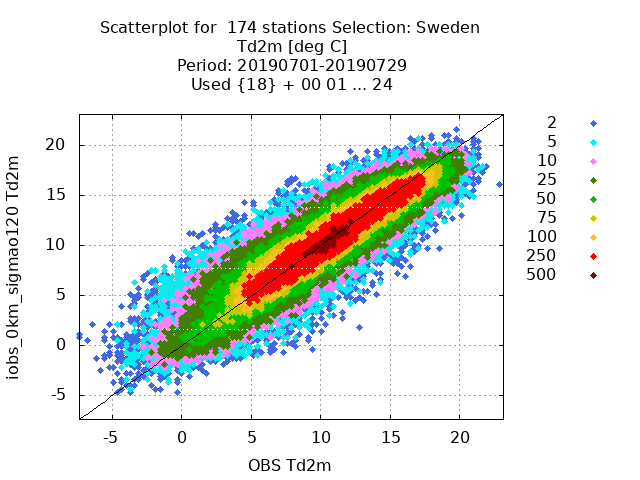 Scatterplot for  174 stations Selection: Sweden
Td2m [deg C]
Period: 20190701-20190729
Used {18} + 00 01 ... 24
iobs_0km_sigmao120 Td2m
20
15
10
5
0
-5
-5 0 5 10 15 20
OBS Td2m
2
5
10
25
50
75
100
250
500